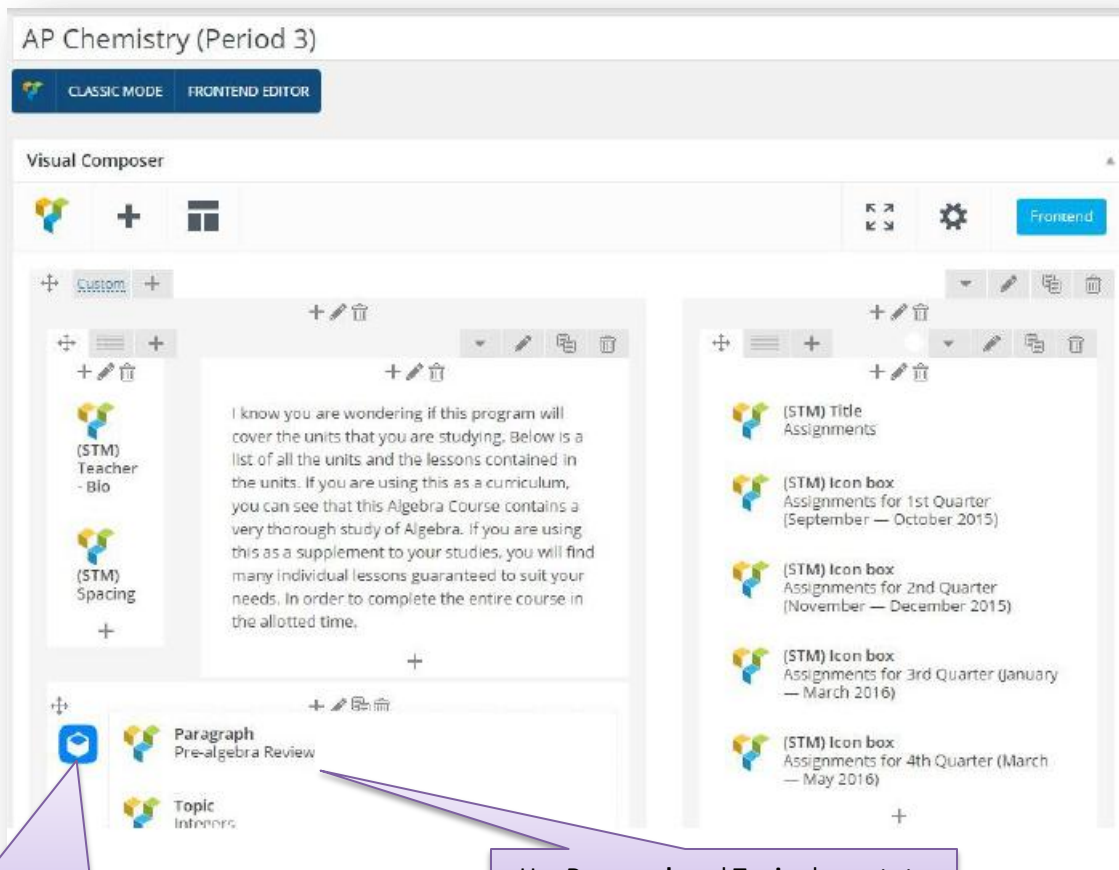 AP Chemistry (Period 3)
CLASSIC MODE FRONTEND EDITOR
Visual Composer
Frontend
Custom
(STM)
Teacher
- Bio
(STM)
Spacing
I know you are wondering if this program will
cover the units that you are studying. Below is a
list of all the units and the lessons contained in
the units. If you are using this as a curriculum,
you can see that this Algebra Course contains a
very thorough study of Algebra. If you are using
this as a supplement to your studies, you will find
many individual lessons guaranteed to suit your
needs. In order to complete the entire course in
the allotted time.
Paragraph
Pre-algebra Review
Topic
Integers
(STM) Title
Assignments
(STM) Icon box
Assignments for 1st Quarter
(September — October 2015)
(STM) Icon box
Assignments for 2nd Quarter
(November — December 2015)
(STM) Icon box
Assignments for 3rd Quarter (January
— March 2016)
(STM) Icon box
Assignments for 4th Quarter (March
— May 2016)